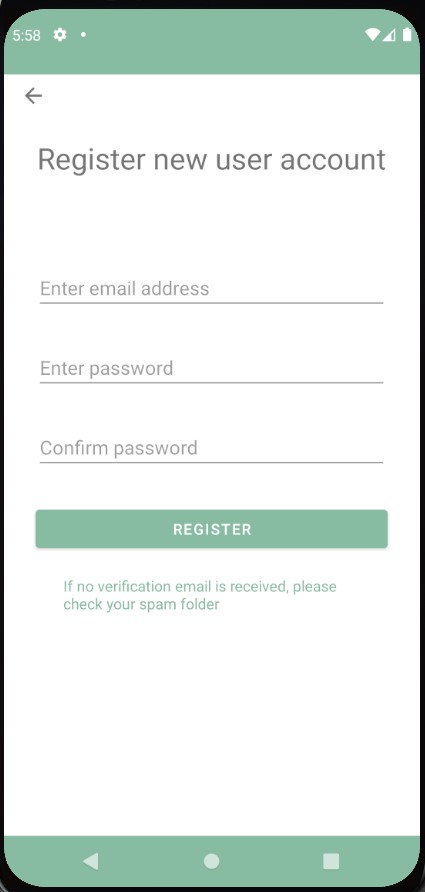 5:58
Register new user account
Enter email address
Enter password
Confirm password
REGISTER
If no verification email is received, please
check your spam folder